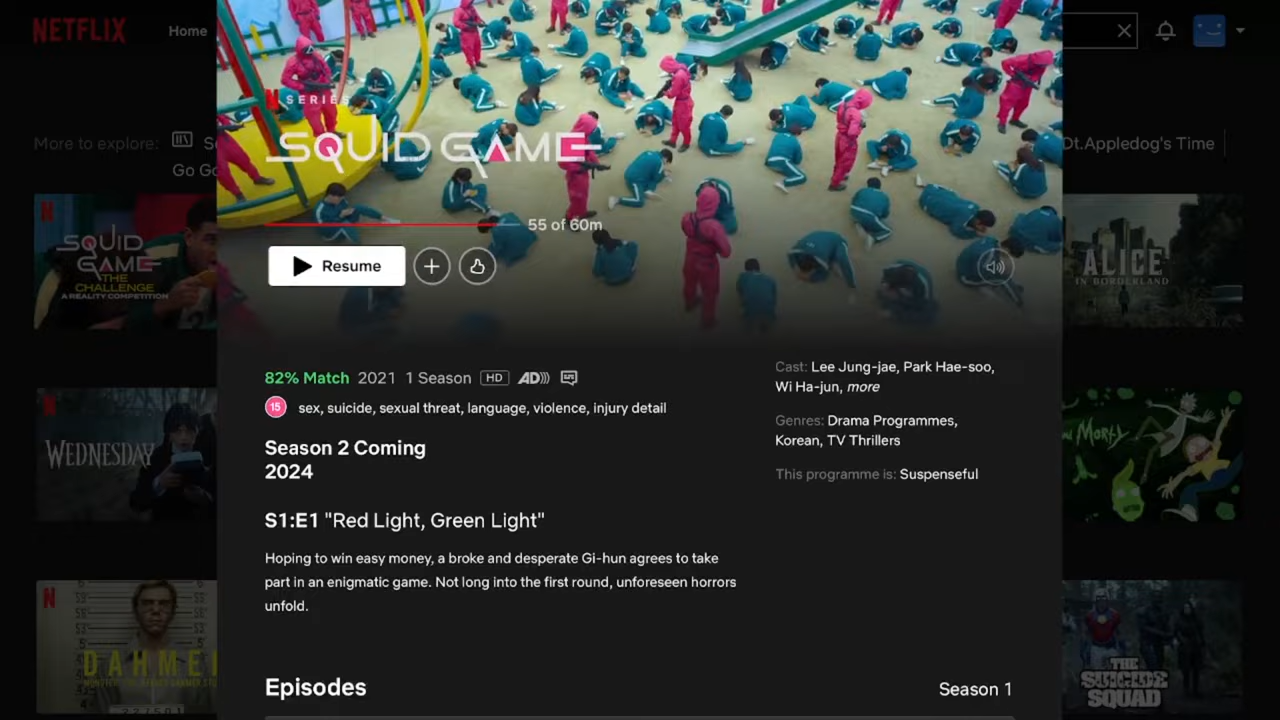 NETFLIX
Home
N SERIES
SQUID GAME
More to explore:
Dt.Appledog's Time
Go Go
55 of 60m
Resume
SQUID
GAME
THE
CHALLENGE
A REALITY COMPETITION
ALICE
IN BORDERLAND
82% Match 2021 1 Season HD AD
15 sex, suicide, sexual threat, language, violence, injury detail
Season 2 Coming
2024
S1:E1 "Red Light, Green Light"
Hoping to win easy money, a broke and desperate Gi-hun agrees to take
part in an enigmatic game. Not long into the first round, unforeseen horrors
unfold.
Cast: Lee Jung-jae, Park Hae-soo,
Wi Ha-jun, more
Genres: Drama Programmes,
Korean, TV Thrillers
This programme is: Suspenseful
WEDNESDAY
Morty
DAHMER
THE
SUICIDE
SQUAD
Episodes
Season 1